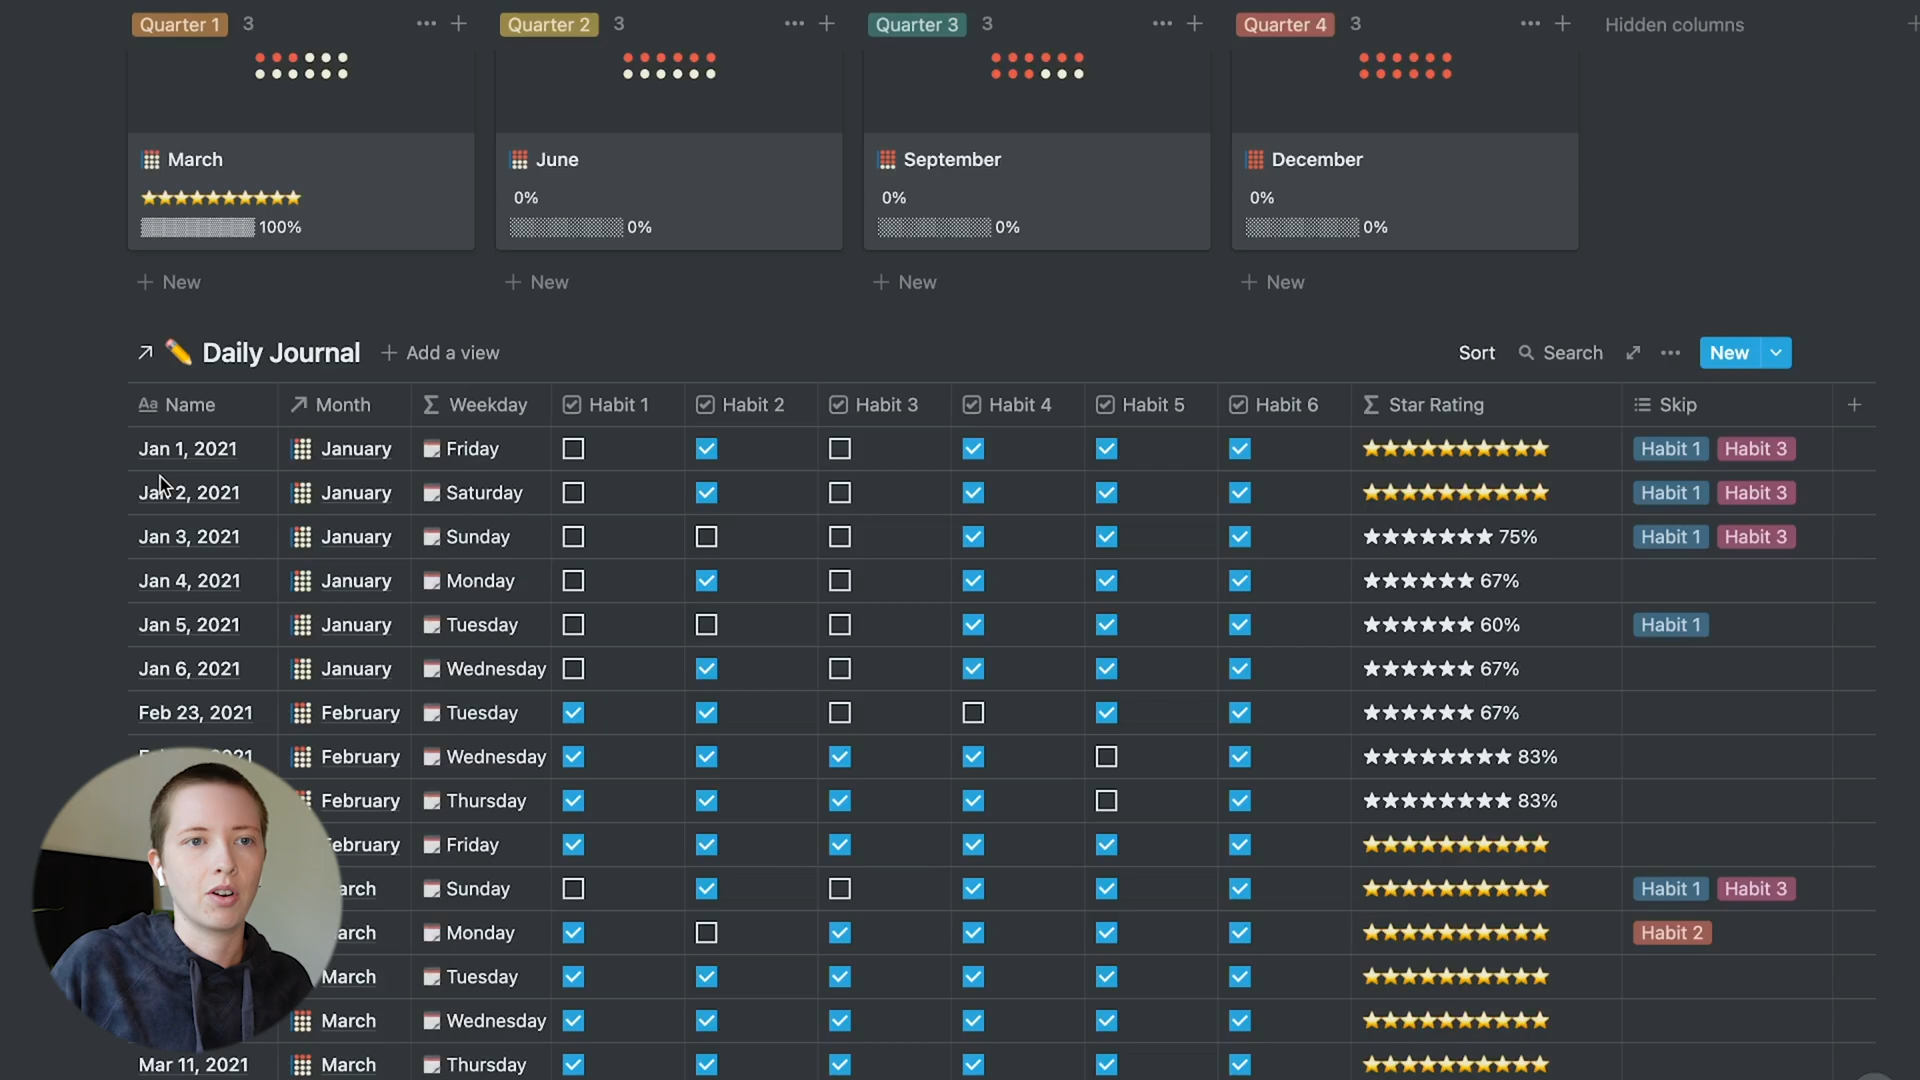 Quarter 1 3 Quarter 2 3 Quarter 3 3 Quarter 4 3 Hidden columns
March June September December
0% 0% 0%
100% 0% 0% 0%
New New New New
Daily Journal Add a view Sort Search New
Aa Name Month Weekday Habit 1 Habit 2 Habit 3 Habit 4 Habit 5 Habit 6 Star Rating Skip
Jan 1, 2021 January Friday Habit 1 Habit 3
Jan 2, 2021 January Saturday Habit 1 Habit 3
Jan 3, 2021 January Sunday 75% Habit 1 Habit 3
Jan 4, 2021 January Monday 67%
Jan 5, 2021 January Tuesday 60% Habit 1
Jan 6, 2021 January Wednesday 67%
Feb 23, 2021 February Tuesday 67%
February Wednesday 83%
February Thursday 83%
February Friday
March Sunday Habit 1 Habit 3
March Monday Habit 2
March Tuesday
March Wednesday
Mar 11, 2021 March Thursday